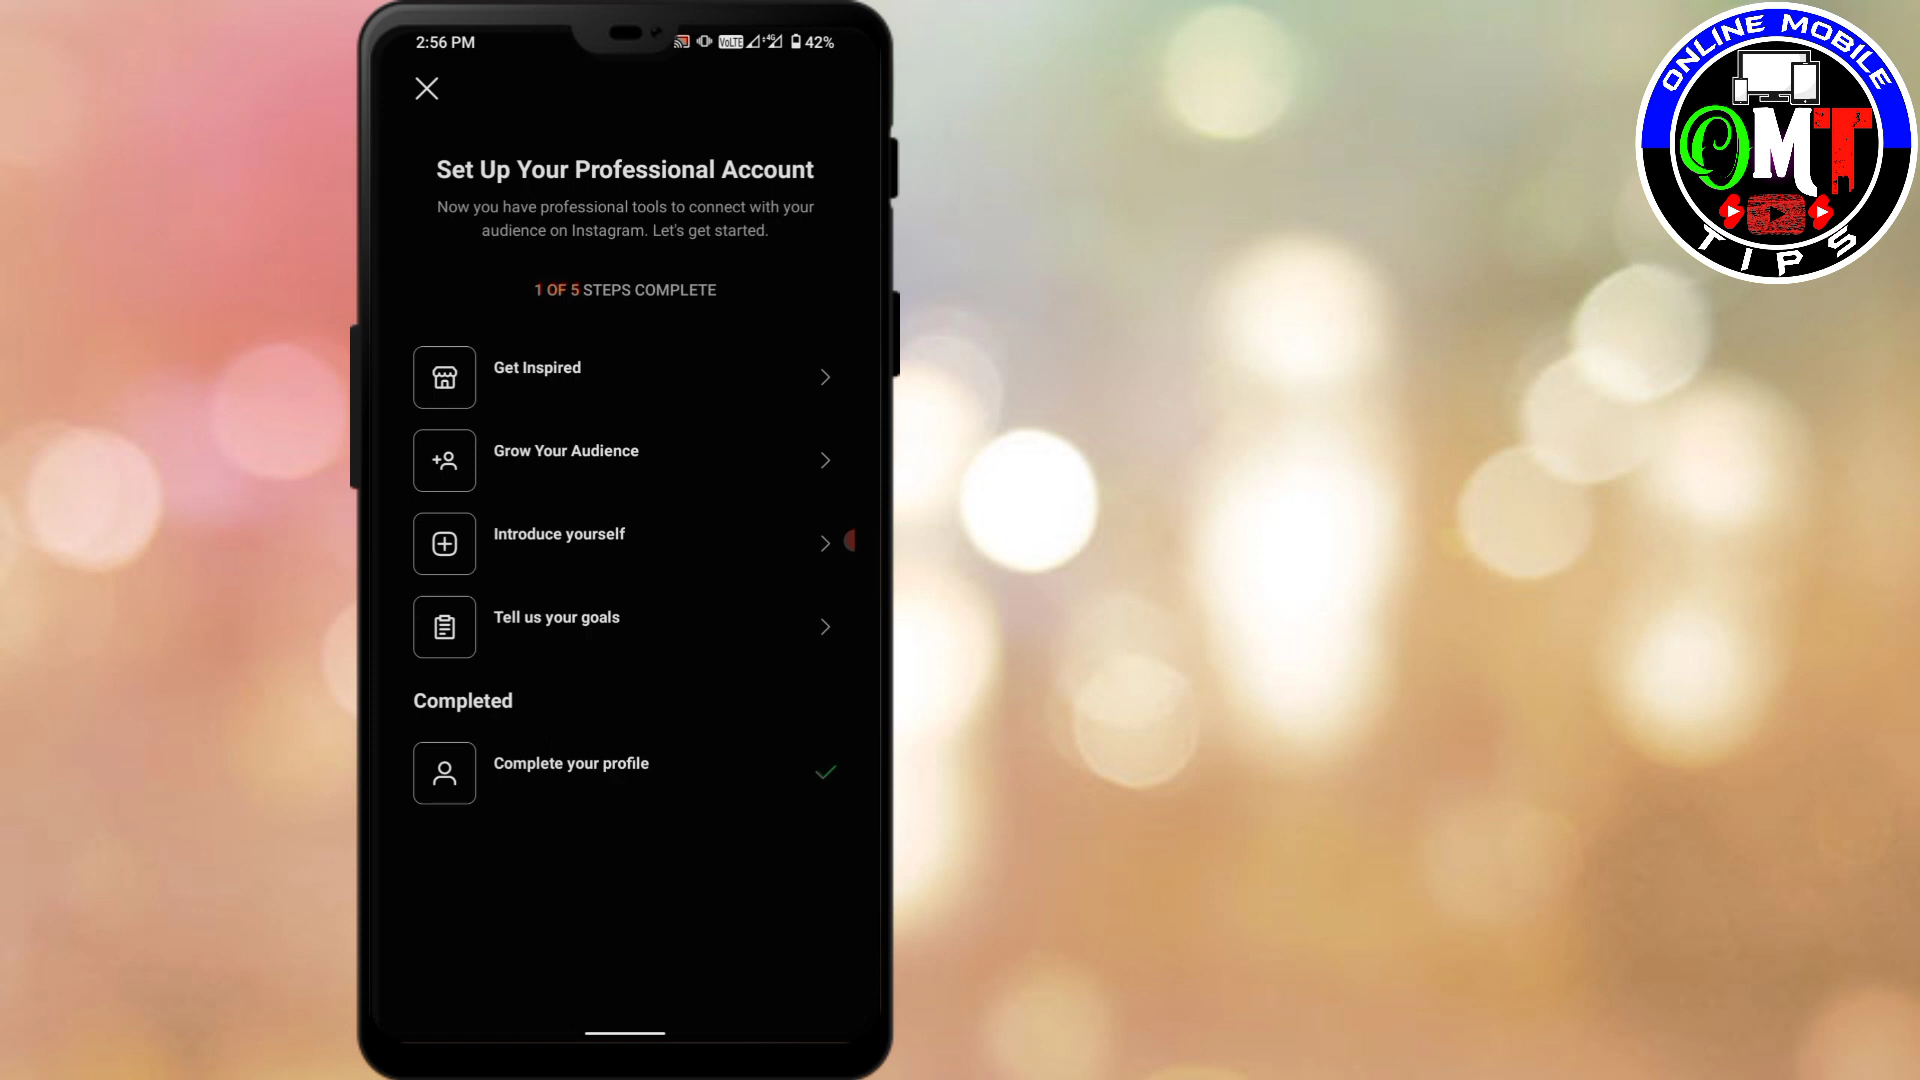 2:56 PM
VoLTE 4G 42%
Set Up Your Professional Account
Now you have professional tools to connect with your
audience on Instagram. Let's get started.
1 OF 5 STEPS COMPLETE
Get Inspired
Grow Your Audience
Introduce yourself
Tell us your goals
Completed
Complete your profile
ONLINE MOBILE
OMT
TIPS